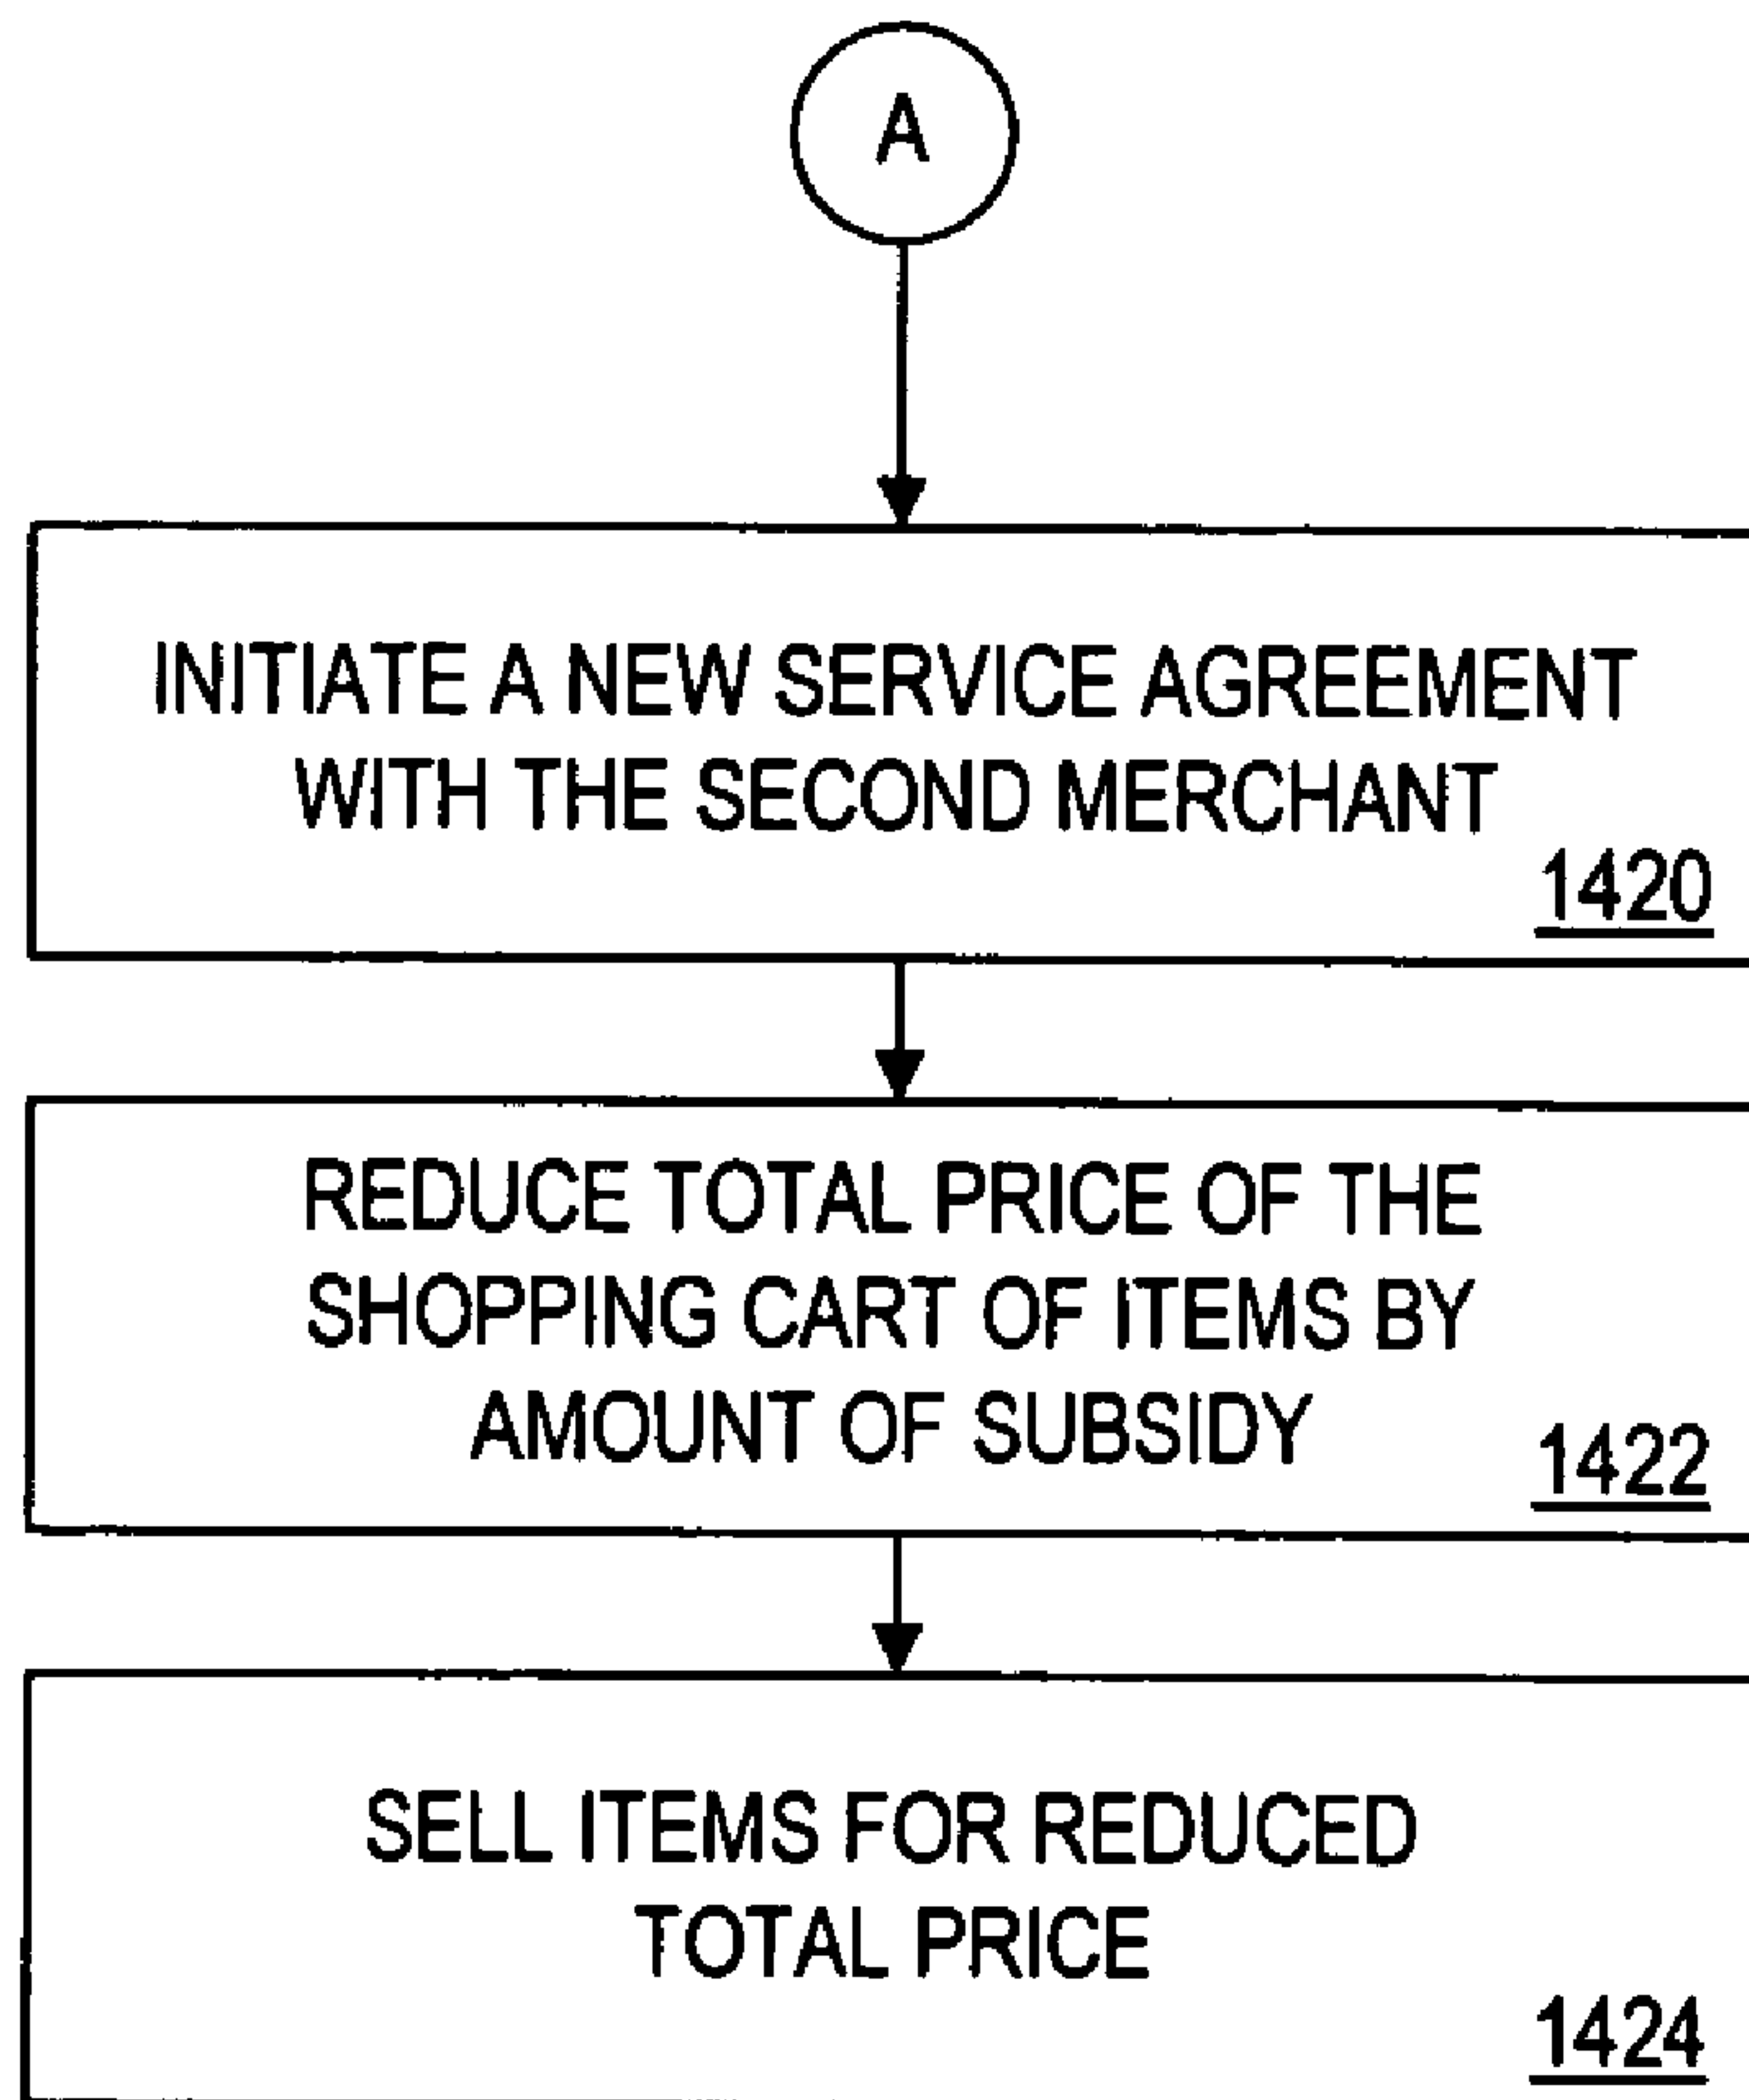 A
INITIATE A NEW SERVICE AGREEMENT
WITH THE SECOND MERCHANT
1420
REDUCE TOTAL PRICE OF THE
SHOPPING CART OF ITEMS BY
AMOUNT OF SUBSIDY
1422
SELL ITEMS FOR REDUCED
TOTAL PRICE
1424